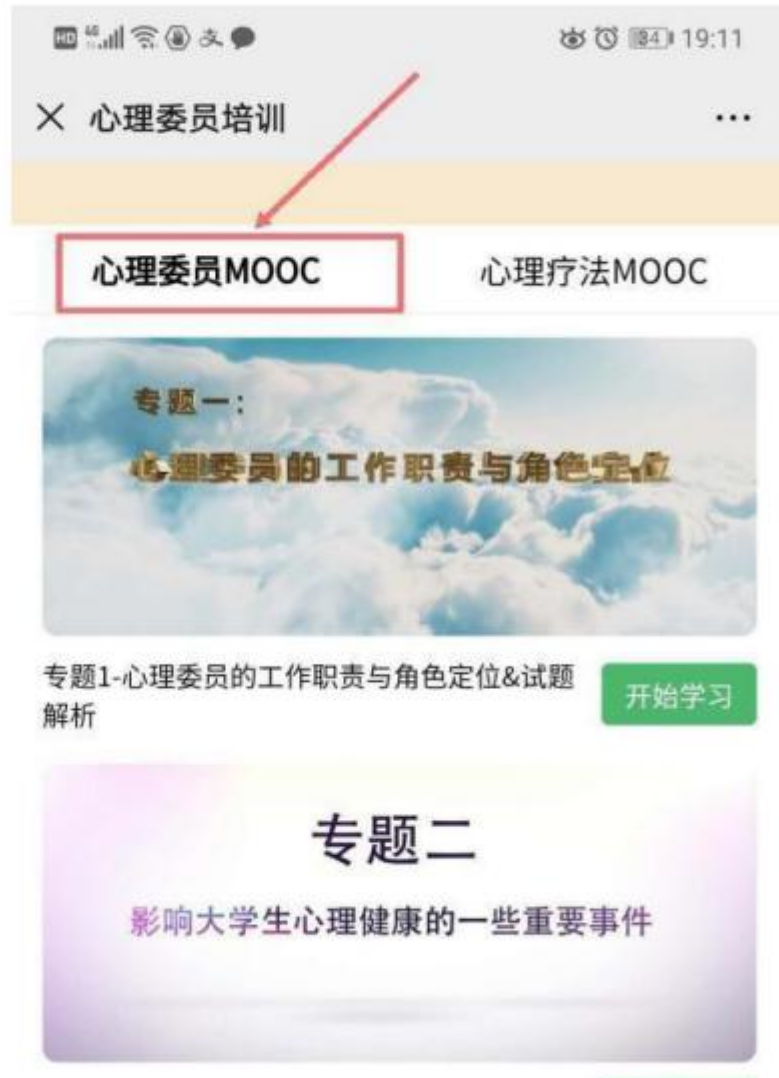 HD 4G 84 19:11
心理委员培训
心理委员MOOC 心理疗法MOOC
专题一：
心理委员的工作职责与角色定位
专题1-心理委员的工作职责与角色定位&试题
解析
开始学习
专题二
影响大学生心理健康的一些重要事件